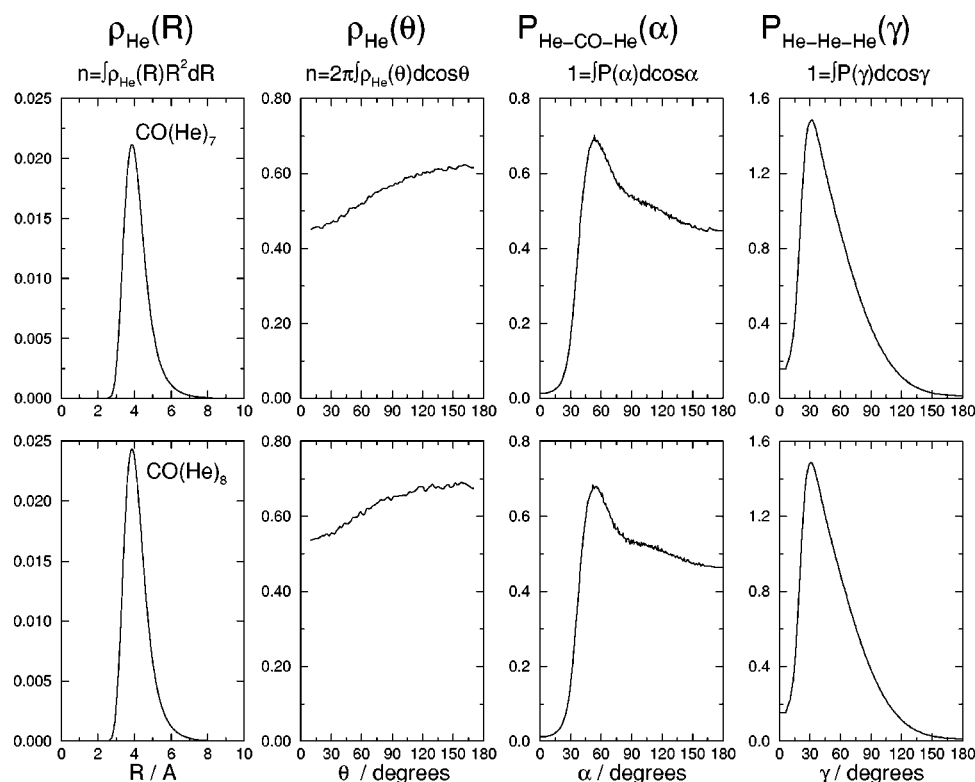 ρHe(R) ρHe(θ) PHe−CO−He(α) PHe−He−He(γ)
n=∫ρHe(R)R²dR n=2π∫ρHe(θ)dcosθ 1=∫P(α)dcosα 1=∫P(γ)dcosγ
0.025 0.80 0.8 1.6
CO(He)₇
0.020
0.60 0.6 1.2
0.015
0.40 0.4 0.8
0.010
0.20 0.2 0.4
0.005
0.000 0.00 0.0 0.0
0 2 4 6 8 10 0 30 60 90 120 150 180 0 30 60 90 120 150 180 0 30 60 90 120 150 180
0.025 0.80 0.8 1.6
CO(He)₈
0.020
0.60 0.6 1.2
0.015
0.40 0.4 0.8
0.010
0.20 0.2 0.4
0.005
0.000 0.00 0.0 0.0
0 2 4 6 8 10 0 30 60 90 120 150 180 0 30 60 90 120 150 180 0 30 60 90 120 150 180
R / A θ / degrees α / degrees γ / degrees